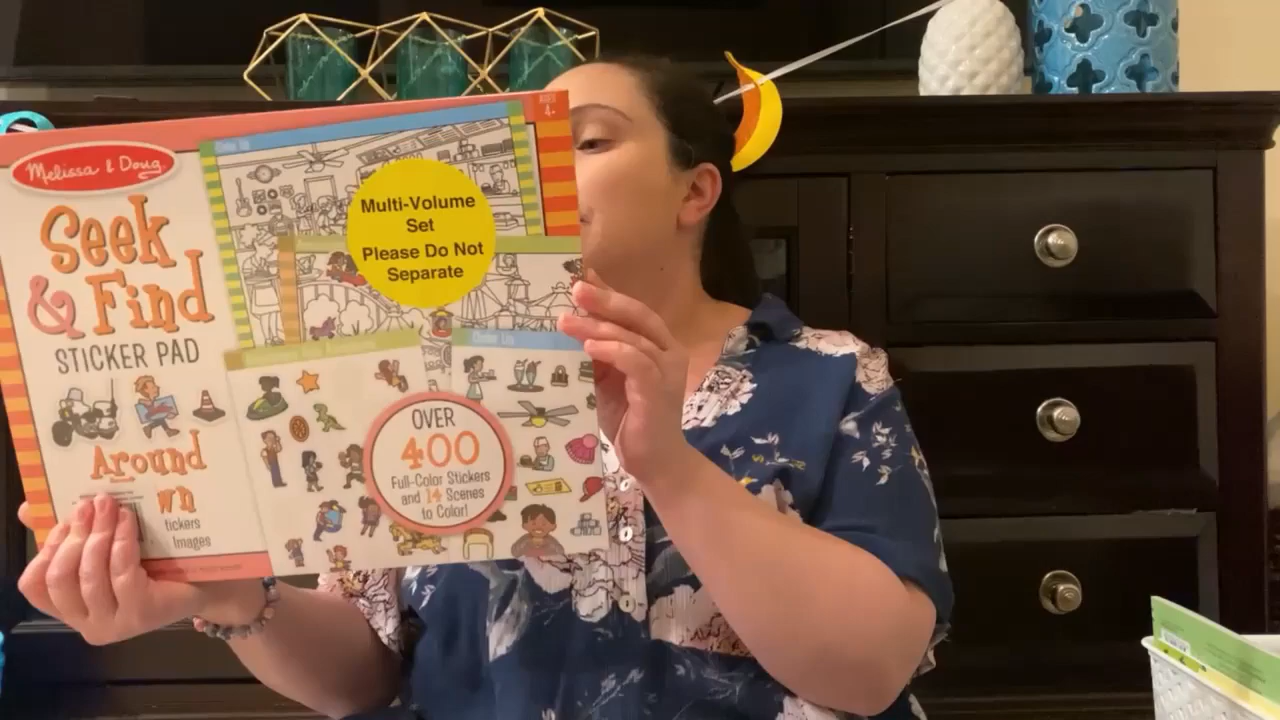 AGES
4+
Melissa & Doug
Seek
& Find
STICKER PAD
Around
wn
tickers
Images
Multi-Volume
Set
Please Do Not
Separate
OVER
400
Full-Color Stickers
and 14 Scenes
to Color!